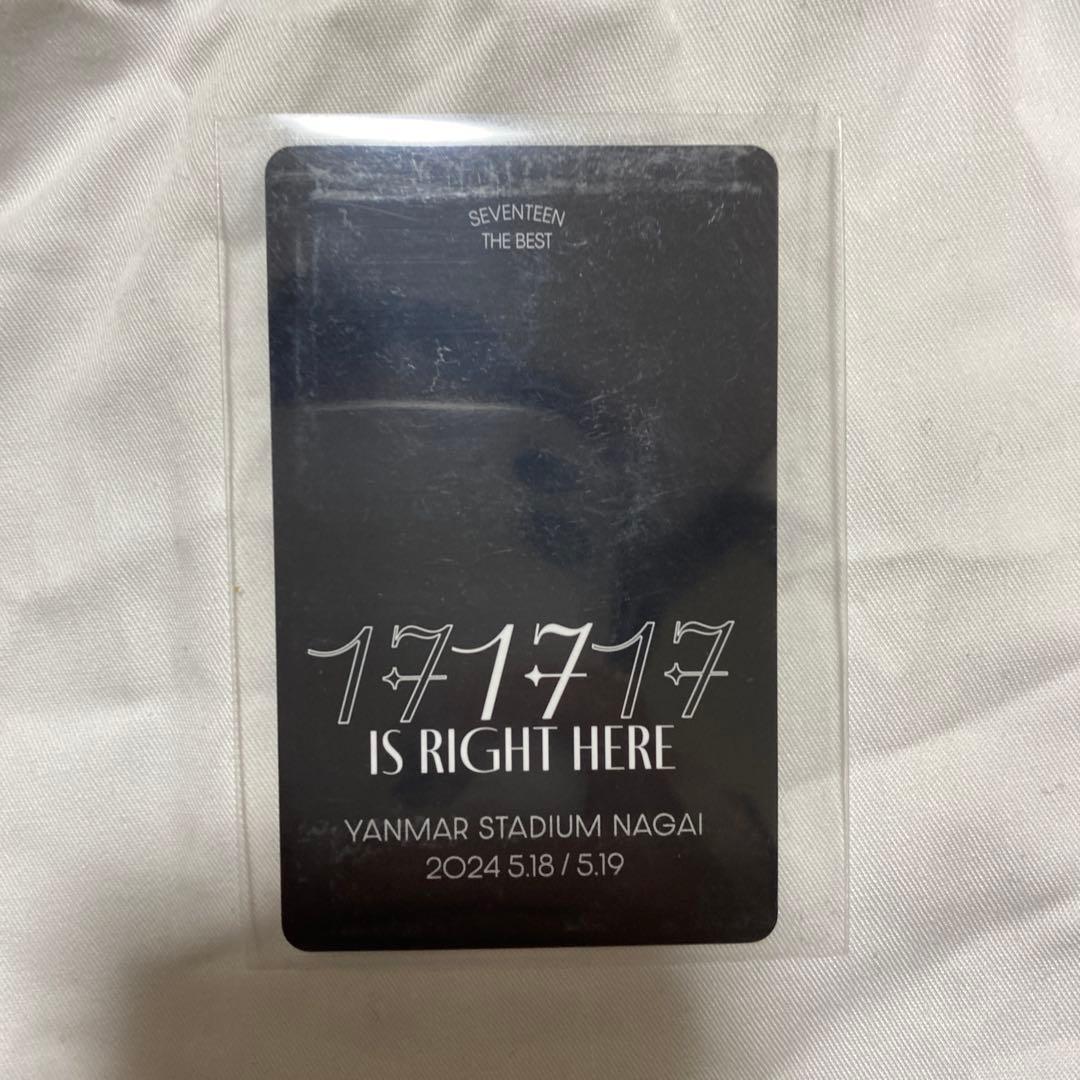 SEVENTEEN
THE BEST
17 17 17
IS RIGHT HERE
YANMAR STADIUM NAGAI
2024 5.18 / 5.19